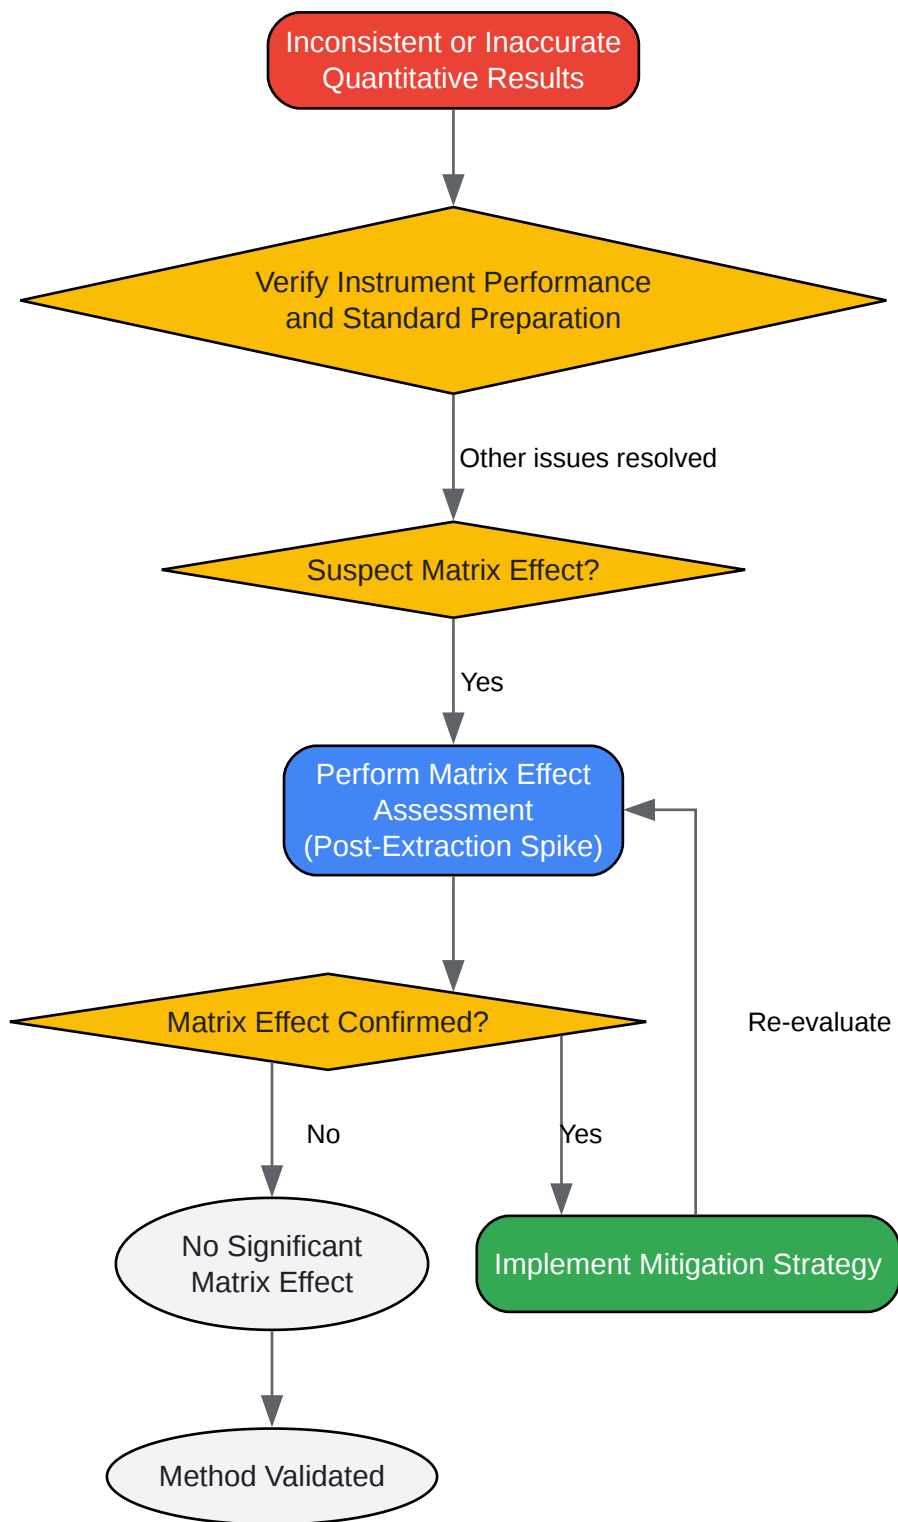 Inconsistent or Inaccurate
Quantitative Results
Verify Instrument Performance
and Standard Preparation
Other issues resolved
Suspect Matrix Effect?
Yes
Perform Matrix Effect
Assessment
(Post-Extraction Spike)
Matrix Effect Confirmed?
Re-evaluate
No
Yes
No Significant
Matrix Effect
Implement Mitigation Strategy
Method Validated